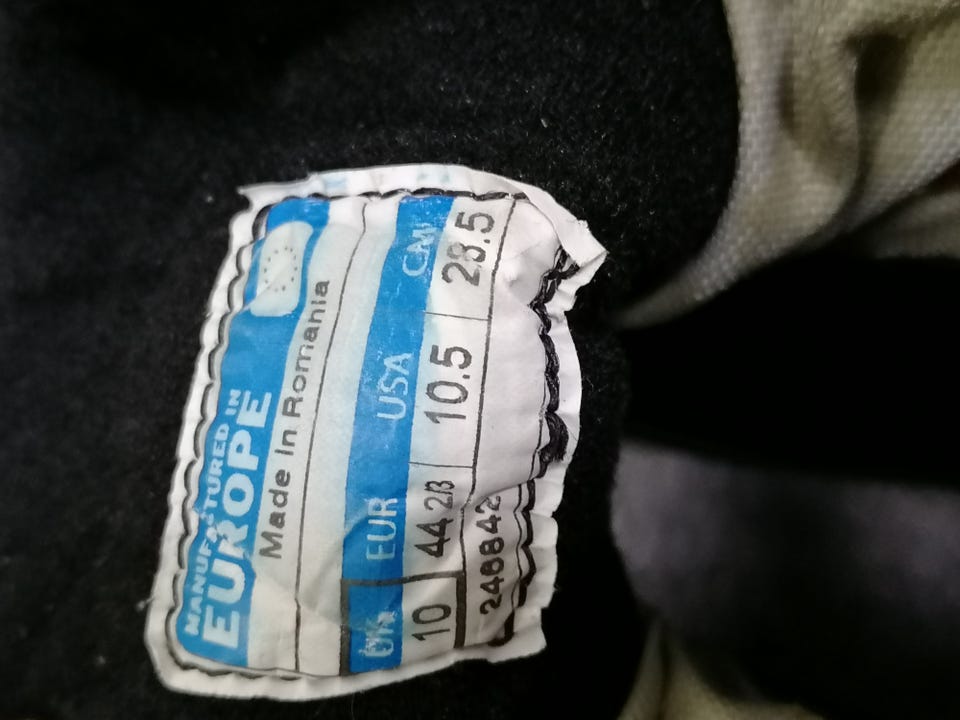 MANUFACTURED IN
EUROPE
Made In Romania
UK EUR USA CM
10 44 2/3 10.5 28.5
248842